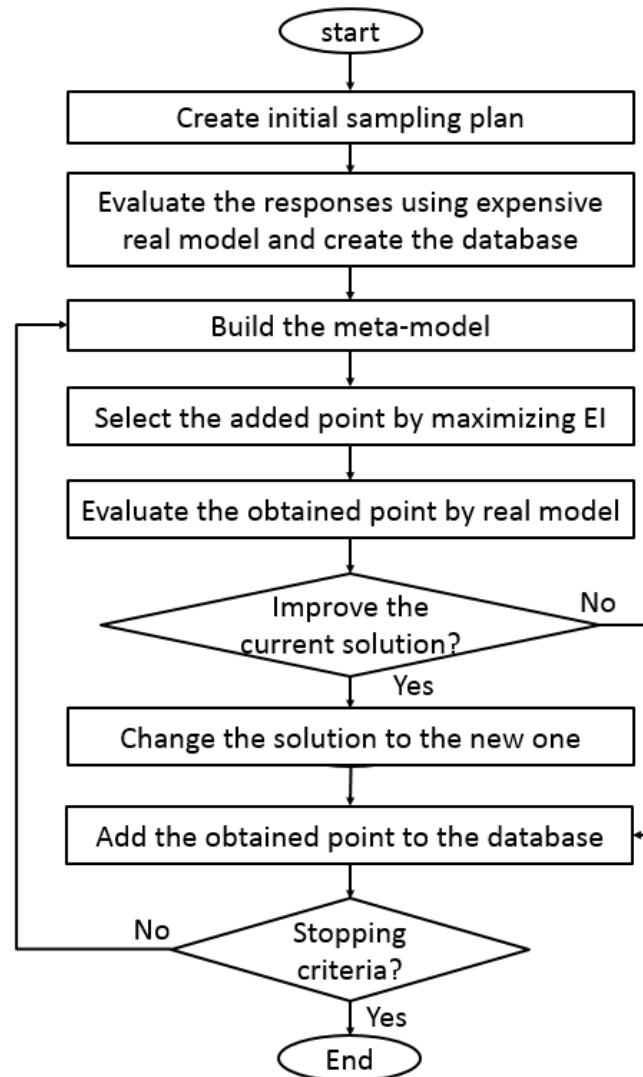 start
Create initial sampling plan
Evaluate the responses using expensive
real model and create the database
Build the meta-model
Select the added point by maximizing EI
Evaluate the obtained point by real model
Improve the
current solution?
No
Yes
Change the solution to the new one
Add the obtained point to the database
No
Stopping
criteria?
Yes
End